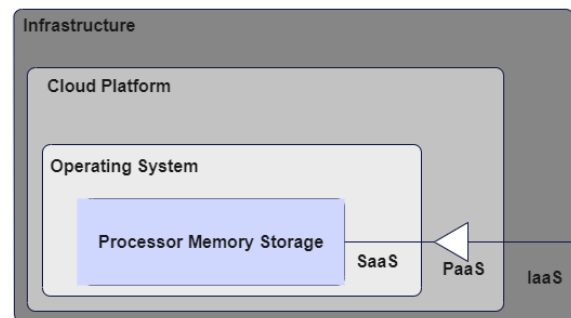 Infrastructure
Cloud Platform
Operating System
Processor Memory Storage
SaaS
PaaS
IaaS